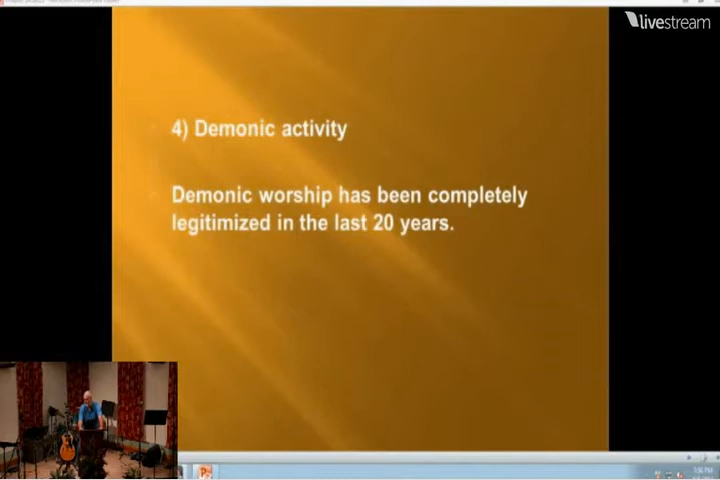 livestream
4) Demonic activity
Demonic worship has been completely
legitimized in the last 20 years.